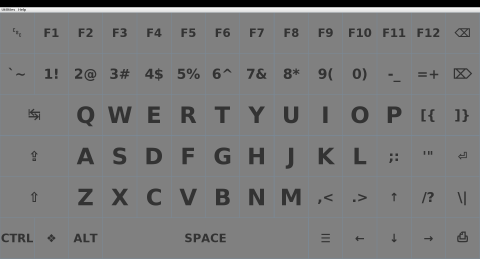 Utilities Help
F1 F2 F3 F4 F5 F6 F7 F8 F9 F10 F11 F12 ⌫
`~ 1! 2@ 3# 4$ 5% 6^ 7& 8* 9( 0) -_ =+ ⌦
↹ Q W E R T Y U I O P [{ ]}
⇪ A S D F G H J K L ;: '" ⏎
⇧ Z X C V B N M ,< .> ↑ /? \|
CTRL ❖ ALT SPACE ☰ ← ↓ → ⎙